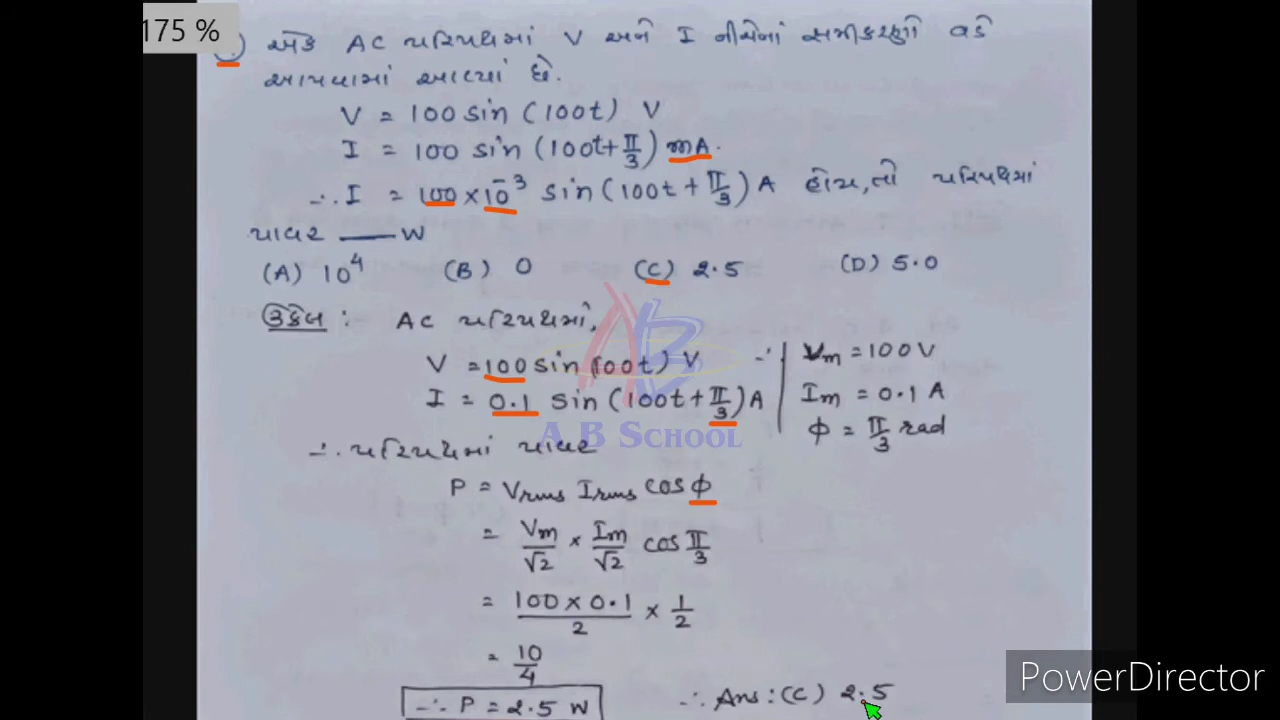 175 %
એક AC પરિપથમાં V અને I નીચેનાં સમીકરણો વડે
આપવામાં આવ્યાં છે.
V = 100 sin (100t) V
I = 100 sin (100t+π/3) mA.
∴ I = 100 × 10⁻³ sin (100t + π/3) A હોય, તો પરિપથમાં
પાવર ___ W
(A) 10⁴ (B) 0 (C) ૨.5 (D) 5.0
ઉકેલ : AC પરિપથમાં,
V = 100 sin (100t) V ∴ Vm = 100 V
I = 0.1 sin (100t + π/3) A Im = 0.1 A
ϕ = π/3 rad
A B SCHOOL
∴ પરિપથમાં પાવર
P = Vrms Irms cos ϕ
= Vm/√2 × Im/√2 cos π/3
= 100 × 0.1/2 × 1/2
= 10/4
∴ P = ૨.5 W ∴ Ans : (C) ૨.5
PowerDirector